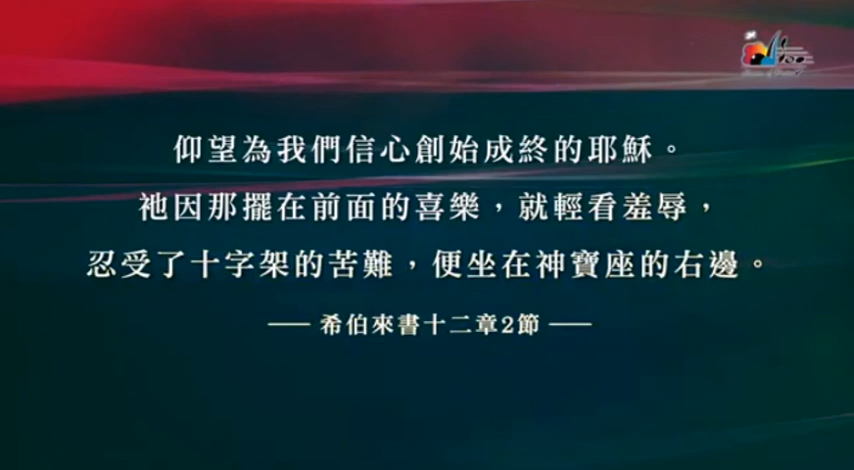 仰望為我們信心創始成終的耶穌。
祂因那擺在前面的喜樂，就輕看羞辱，
忍受了十字架的苦難，便坐在神寶座的右邊。
—— 希伯來書十二章2節 ——